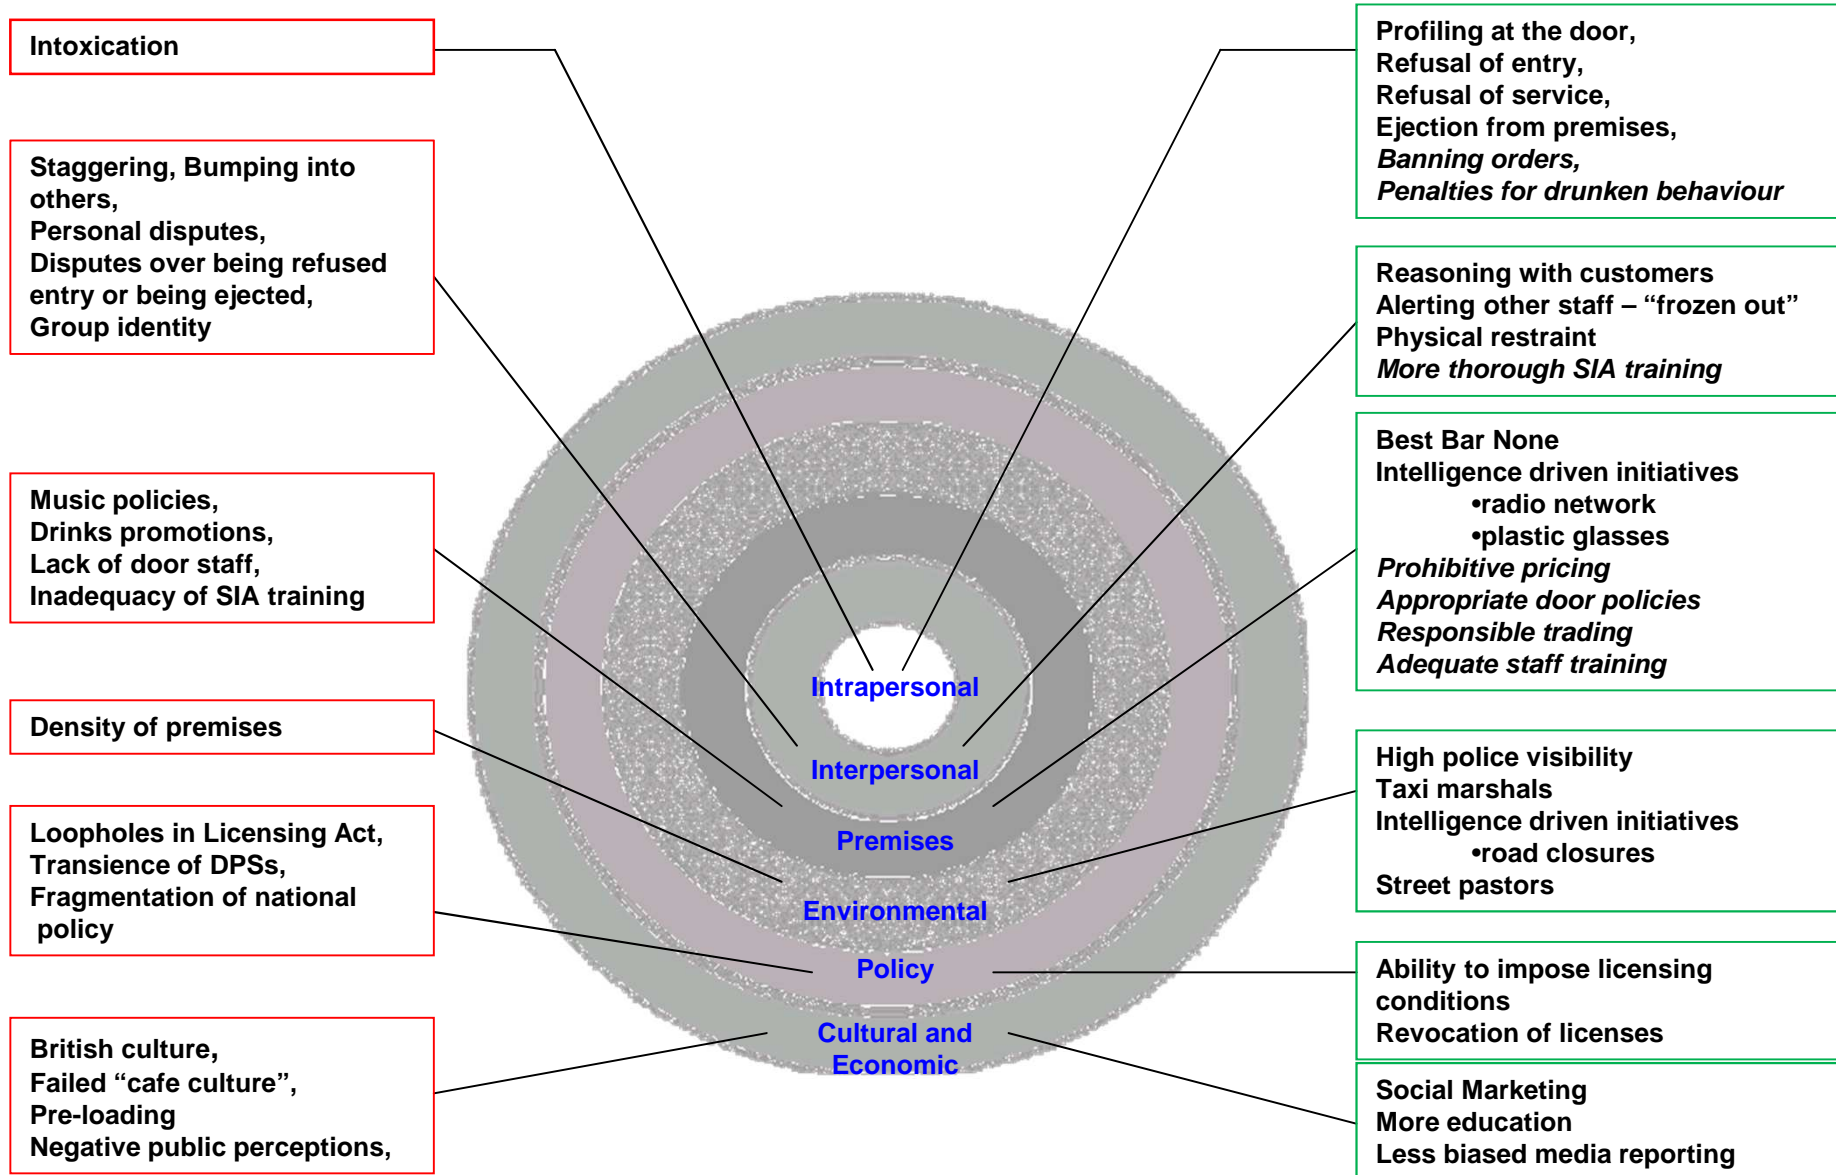 Intoxication
Staggering, Bumping into
others,
Personal disputes,
Disputes over being refused
entry or being ejected,
Group identity
Music policies,
Drinks promotions,
Lack of door staff,
Inadequacy of SIA training
Density of premises
Loopholes in Licensing Act,
Transience of DPSs,
Fragmentation of national
policy
British culture,
Failed “cafe culture”,
Pre-loading
Negative public perceptions,
Intrapersonal
Interpersonal
Premises
Environmental
Policy
Cultural and
Economic
Profiling at the door,
Refusal of entry,
Refusal of service,
Ejection from premises,
Banning orders,
Penalties for drunken behaviour
Reasoning with customers
Alerting other staff – “frozen out”
Physical restraint
More thorough SIA training
Best Bar None
Intelligence driven initiatives
•radio network
•plastic glasses
Prohibitive pricing
Appropriate door policies
Responsible trading
Adequate staff training
High police visibility
Taxi marshals
Intelligence driven initiatives
•road closures
Street pastors
Ability to impose licensing
conditions
Revocation of licenses
Social Marketing
More education
Less biased media reporting